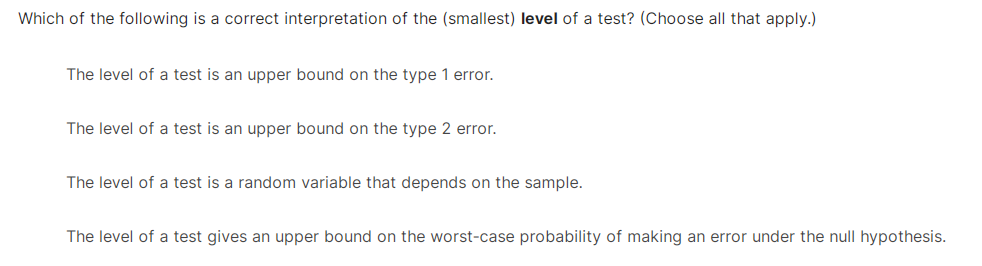 Which of the following is a correct interpretation of the (smallest) level of a test? (Choose all that apply.)
The level of a test is an upper bound on the type 1 error.
The level of a test is an upper bound on the type 2 error.
The level of a test is a random variable that depends on the sample.
The level of a test gives an upper bound on the worst-case probability of making an error under the null hypothesis.